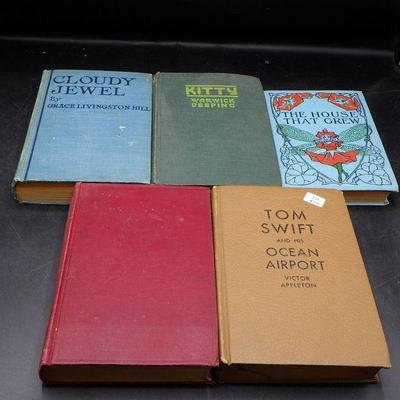 CLOUDY
JEWEL
By
GRACE LIVINGSTON HILL
KITTY
WARWICK
DEEPING
THE HOUSE
THAT GREW
TOM
SWIFT
AND HIS
OCEAN
AIRPORT
VICTOR
APPLETON